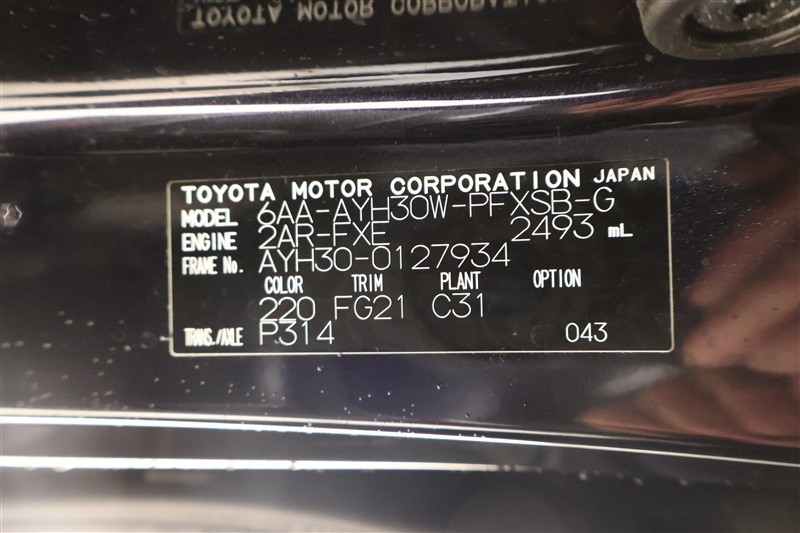 TOYOTA MOTOR CORPORATION JAPAN
MODEL 6AA-AYH30W-PFXSB-G
ENGINE 2AR-FXE 2493 mL
FRAME No. AYH30-0127934
COLOR TRIM PLANT OPTION
220 FG21 C31
TRANS./AXLE P314 043